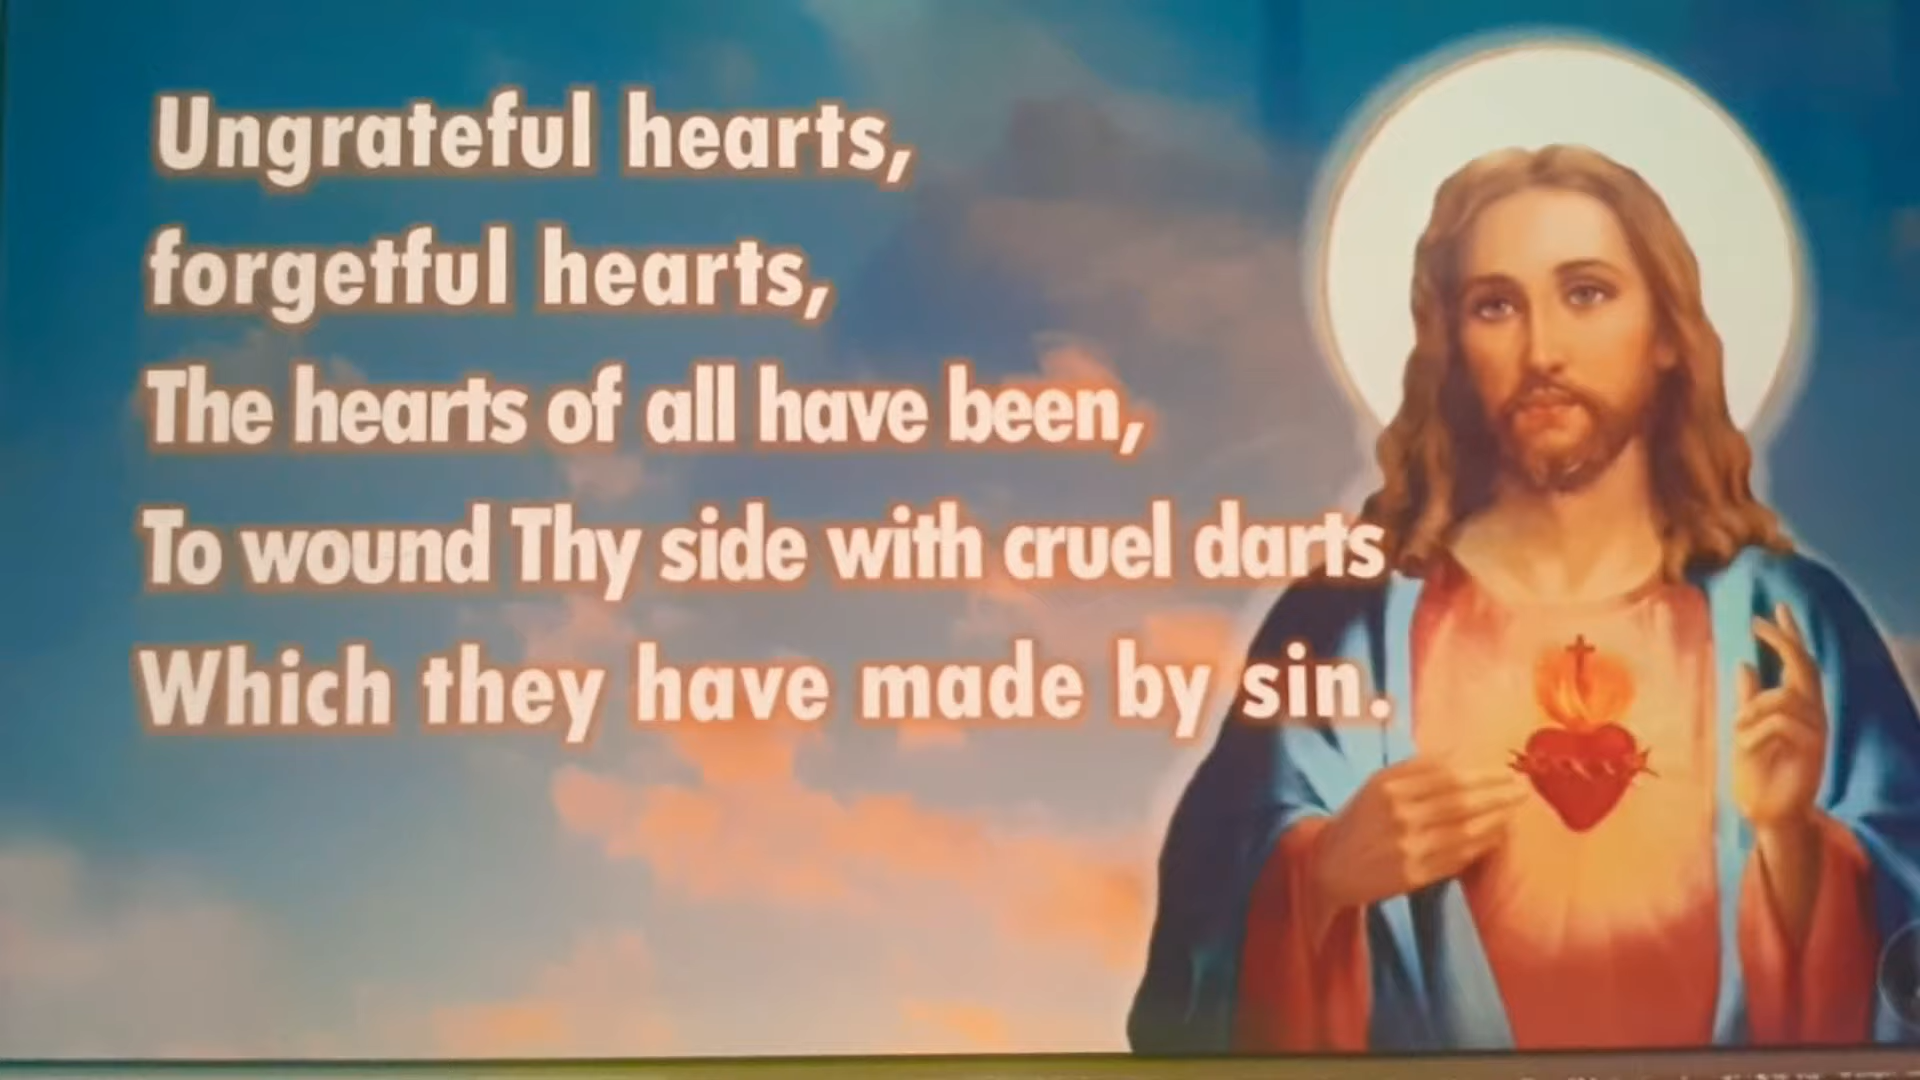 Ungrateful hearts,
forgetful hearts,
The hearts of all have been,
To wound Thy side with cruel darts
Which they have made by sin.